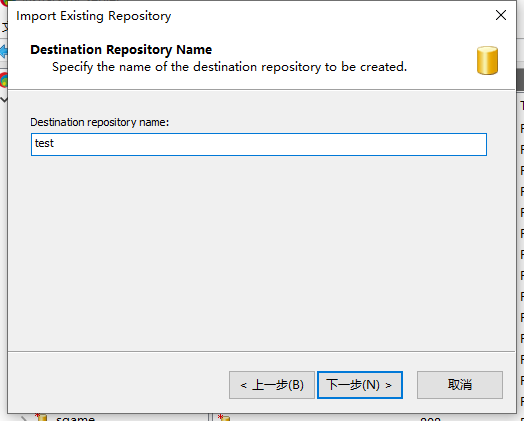 Import Existing Repository
Destination Repository Name
Specify the name of the destination repository to be created.
Destination repository name:
test
< 上一步(B)
下一步(N) >
取消